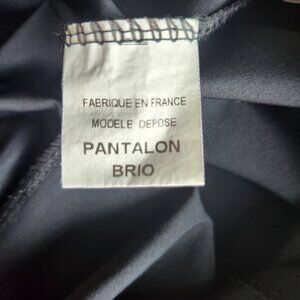 FABRIQUE EN FRANCE
MODELE DEPOSE
PANTALON
BRIO